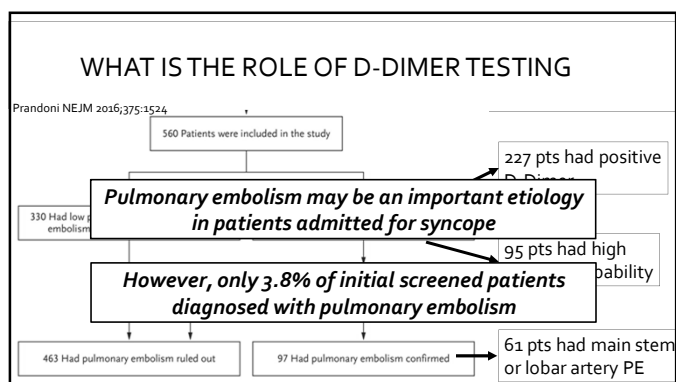 WHAT IS THE ROLE OF D-DIMER TESTING
Prandoni NEJM 2016;375:1524
560 Patients were included in the study
227 pts had positive
D-Dimer
Pulmonary embolism may be an important etiology
in patients admitted for syncope
330 Had low
embolism
95 pts had high
However, only 3.8% of initial screened patients
diagnosed with pulmonary embolism
463 Had pulmonary embolism ruled out
97 Had pulmonary embolism confirmed
61 pts had main stem
or lobar artery PE